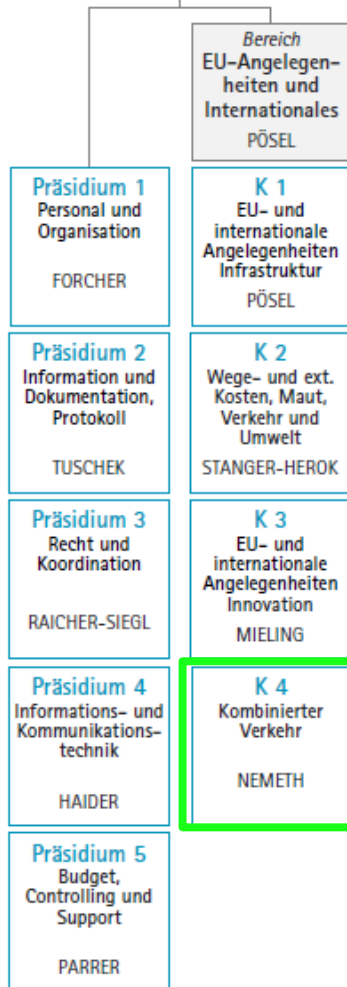 Bereich
EU-Angelegen-
heiten und
Internationales
PÖSEL
Präsidium 1
Personal und
Organisation
FORCHER
Präsidium 2
Information und
Dokumentation,
Protokoll
TUSCHEK
Präsidium 3
Recht und
Koordination
RAICHER-SIEGL
Präsidium 4
Informations- und
Kommunikations-
technik
HAIDER
Präsidium 5
Budget,
Controlling und
Support
PARRER
K 1
EU- und
internationale
Angelegenheiten
Infrastruktur
PÖSEL
K 2
Wege- und ext.
Kosten, Maut,
Verkehr und
Umwelt
STANGER-HEROK
K 3
EU- und
internationale
Angelegenheiten
Innovation
MIELING
K 4
Kombinierter
Verkehr
NEMETH